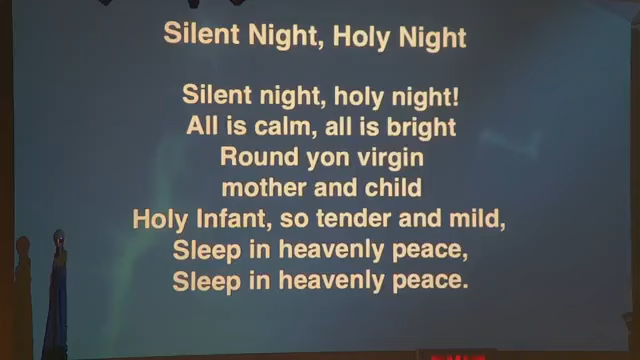 Silent Night, Holy Night
Silent night, holy night!
All is calm, all is bright
Round yon virgin
mother and child
Holy Infant, so tender and mild,
Sleep in heavenly peace,
Sleep in heavenly peace.